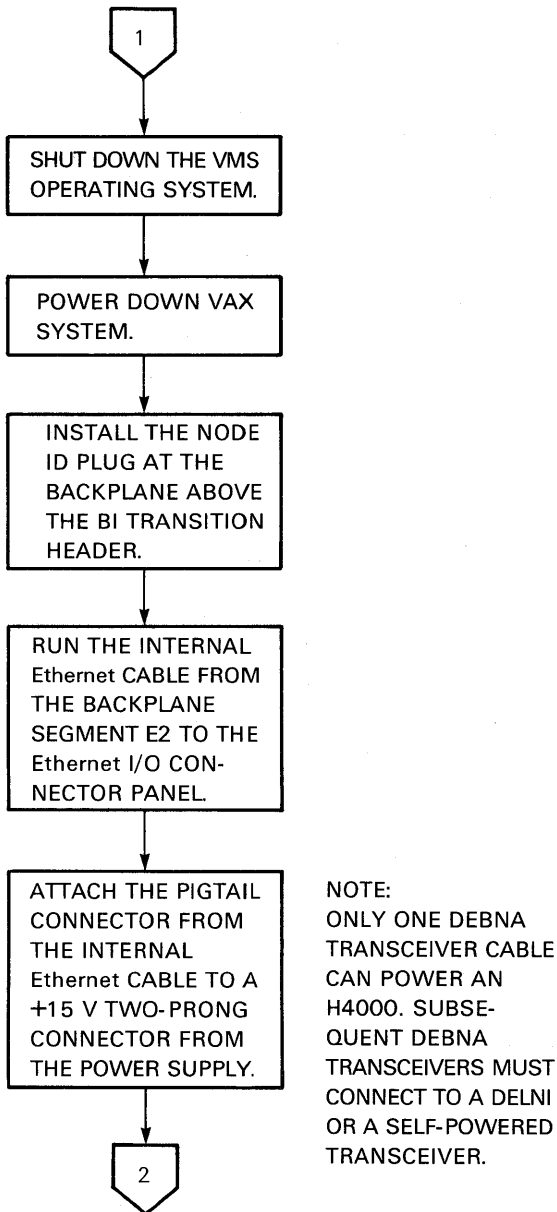 1
SHUT DOWN THE VMS
OPERATING SYSTEM.
POWER DOWN VAX
SYSTEM.
INSTALL THE NODE
ID PLUG AT THE
BACKPLANE ABOVE
THE BI TRANSITION
HEADER.
RUN THE INTERNAL
Ethernet CABLE FROM
THE BACKPLANE
SEGMENT E2 TO THE
Ethernet I/O CON-
NECTOR PANEL.
ATTACH THE PIGTAIL
CONNECTOR FROM
THE INTERNAL
Ethernet CABLE TO A
+15 V TWO-PRONG
CONNECTOR FROM
THE POWER SUPPLY.
NOTE:
ONLY ONE DEBNA
TRANSCEIVER CABLE
CAN POWER AN
H4000. SUBSE-
QUENT DEBNA
TRANSCEIVERS MUST
CONNECT TO A DELNI
OR A SELF-POWERED
TRANSCEIVER.
2